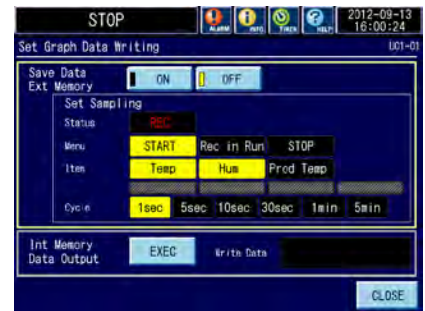 STOP
ALARM INFO TIMER HELP
2012-09-13
16:00:24
Set Graph Data Writing U01-01
Save Data
Ext Memory
ON OFF
Set Sampling
Status REC
Menu START Rec in Run STOP
Item Temp Hum Prod Temp
Cycle 1sec 5sec 10sec 30sec 1min 5min
Int Memory
Data Output
EXEC Write Data
CLOSE